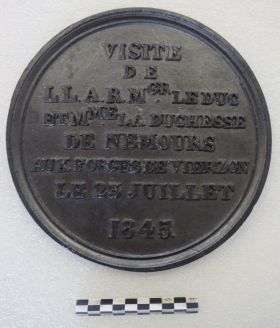 VISITE
DE
LL.A.R. MGR. LE DUC
ET MME LA DUCHESSE
DE NEMOURS
AUX FORGES DE VIERZON
LE 23 JUILLET
1843